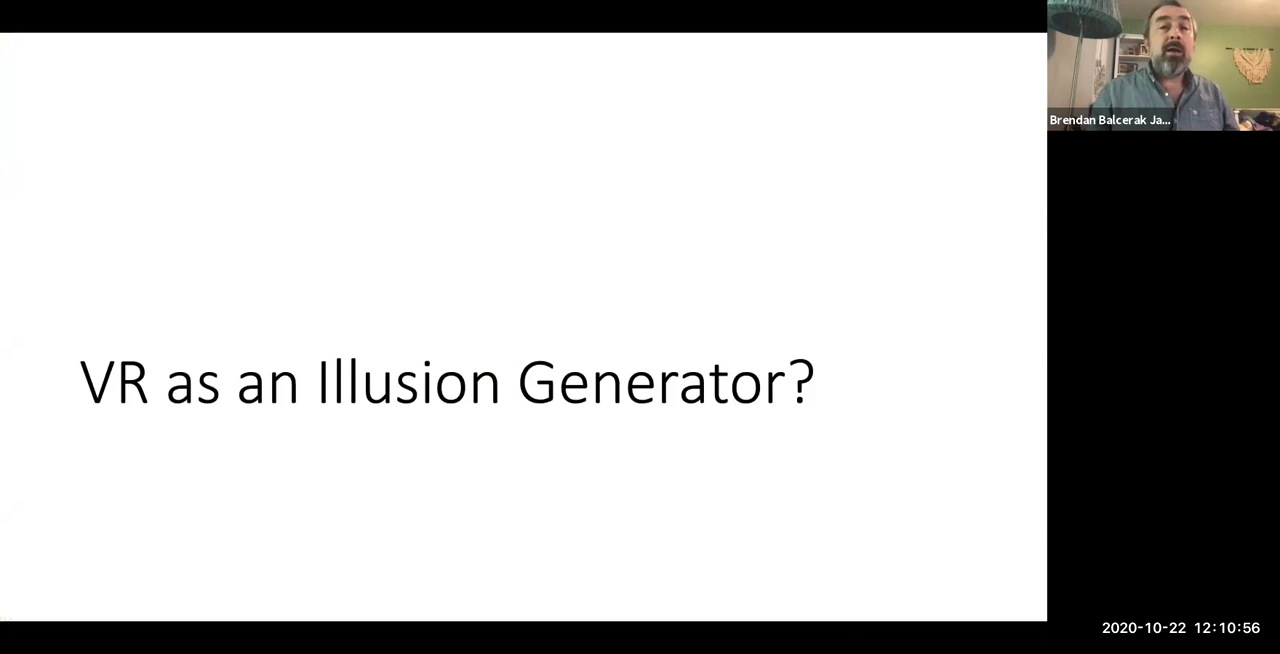 VR as an Illusion Generator?
Brendan Balcerak Ja...
2020-10-22 12:10:56